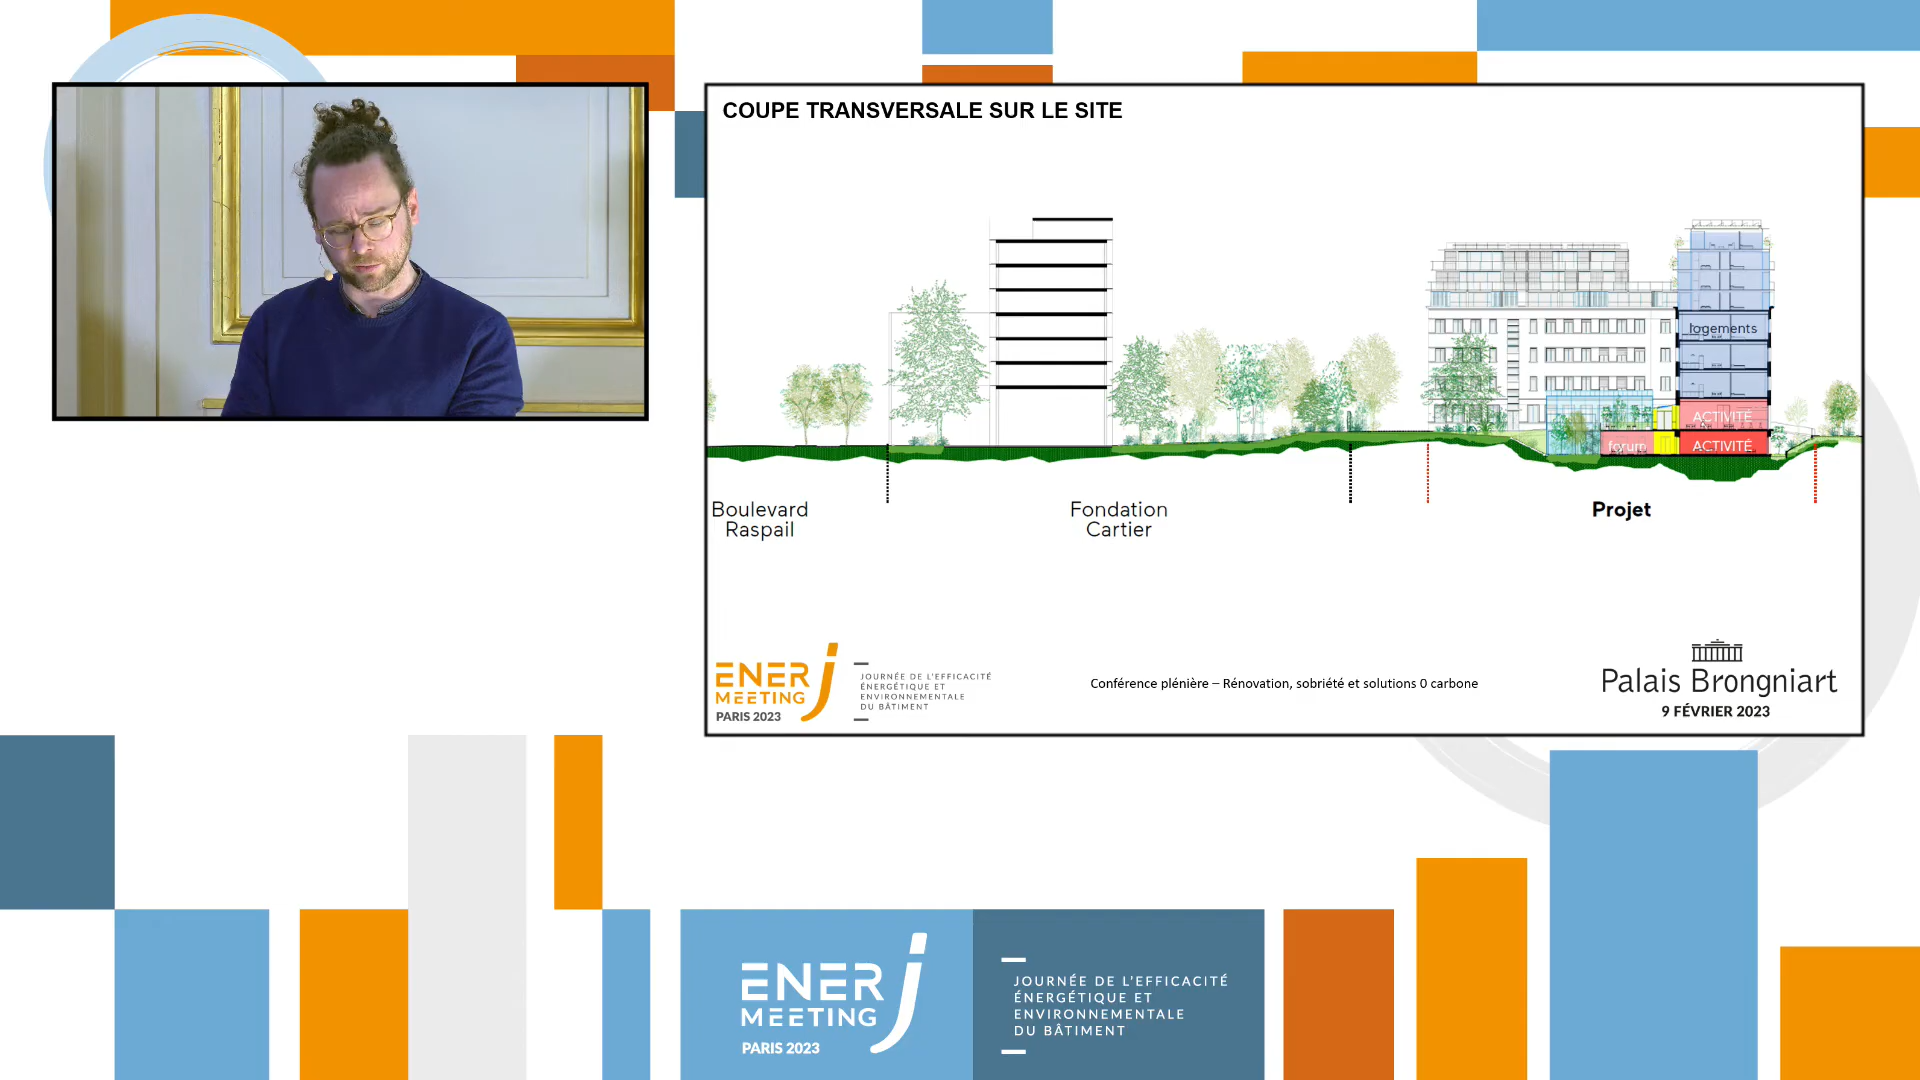 COUPE TRANSVERSALE SUR LE SITE
logements
ACTIVITÉ
forum
ACTIVITÉ
Boulevard
Raspail
Fondation
Cartier
Projet
ENERJ
MEETING
PARIS 2023
JOURNÉE DE L'EFFICACITÉ
ÉNERGÉTIQUE ET
ENVIRONNEMENTALE
DU BÂTIMENT
Conférence plénière – Rénovation, sobriété et solutions 0 carbone
Palais Brongniart
9 FÉVRIER 2023
ENERJ
MEETING
PARIS 2023
JOURNÉE DE L'EFFICACITÉ
ÉNERGÉTIQUE ET
ENVIRONNEMENTALE
DU BÂTIMENT